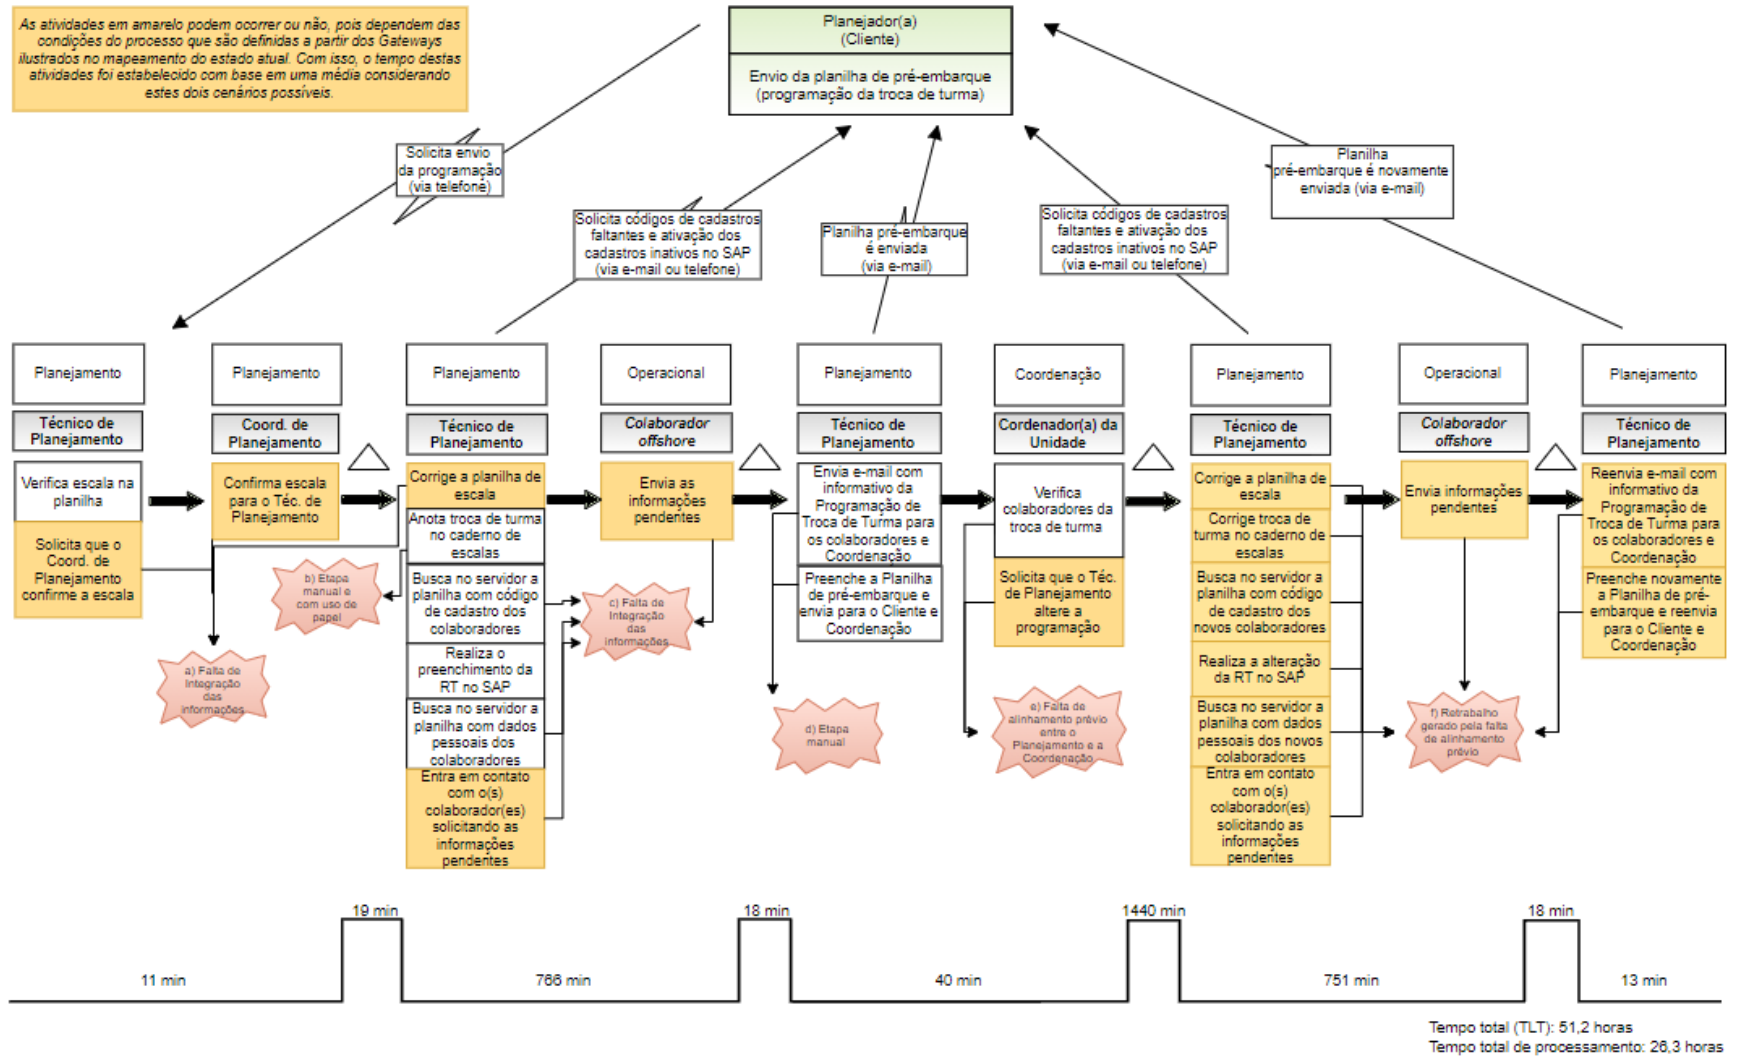 As atividades em amarelo podem ocorrer ou não, pois dependem das
condições do processo que são definidas a partir dos Gateways
ilustrados no mapeamento do estado atual. Com isso, o tempo destas
atividades foi estabelecido com base em uma média considerando
estes dois cenários possíveis.
Planejador(a)
(Cliente)
Envio da planilha de pré-embarque
(programação da troca de turma)
Solicita envio
da programação
(via telefone)
Solicita códigos de cadastros
faltantes e ativação dos
cadastros inativos no SAP
(via e-mail ou telefone)
Planilha pré-embarque
é enviada
(via e-mail)
Solicita códigos de cadastros
faltantes e ativação dos
cadastros inativos no SAP
(via e-mail ou telefone)
Planilha
pré-embarque é novamente
enviada (via e-mail)
Planejamento
Técnico de
Planejamento
Verifica escala na
planilha
Solicita que o
Coord. de
Planejamento
confirme a escala
a) Falta de
Integração
das
informações
Planejamento
Coord. de
Planejamento
Confirma escala
para o Téc. de
Planejamento
b) Etapa
manual e
com uso de
papel
Planejamento
Técnico de
Planejamento
Corrige a planilha de
escala
Anota troca de turma
no caderno de
escalas
Busca no servidor a
planilha com código
de cadastro dos
colaboradores
Realiza o
preenchimento da
RT no SAP
Busca no servidor a
planilha com dados
pessoais dos
colaboradores
Entra em contato
com o(s)
colaborador(es)
solicitando as
informações
pendentes
Operacional
Colaborador
offshore
Envia as
informações
pendentes
c) Falta de
Integração
das
informações
Planejamento
Técnico de
Planejamento
Envia e-mail com
informativo da
Programação de
Troca de Turma para
os colaboradores e
Coordenação
Preenche a Planilha
de pré-embarque e
envia para o Cliente e
Coordenação
d) Etapa
manual
Coordenação
Cordenador(a) da
Unidade
Verifica
colaboradores da
troca de turma
Solicita que o Téc.
de Planejamento
altere a
programação
e) Falta de
alinhamento prévio
entre o
Planejamento e a
Coordenação
Planejamento
Técnico de
Planejamento
Corrige a planilha de
escala
Corrige troca de
turma no caderno de
escalas
Busca no servidor a
planilha com código
de cadastro dos
novos colaboradores
Realiza a alteração
da RT no SAP
Busca no servidor a
planilha com dados
pessoais dos novos
colaboradores
Entra em contato
com o(s)
colaborador(es)
solicitando as
informações
pendentes
Operacional
Colaborador
offshore
Envia informações
pendentes
f) Retrabalho
gerado pela falta
de alinhamento
prévio
Planejamento
Técnico de
Planejamento
Reenvia e-mail com
informativo da
Programação de
Troca de Turma para
os colaboradores e
Coordenação
Preenche novamente
a Planilha de pré-
embarque e reenvia
para o Cliente e
Coordenação
11 min
19 min
766 min
18 min
40 min
1440 min
751 min
18 min
13 min
Tempo total (TLT): 51,2 horas
Tempo total de processamento: 26,3 horas